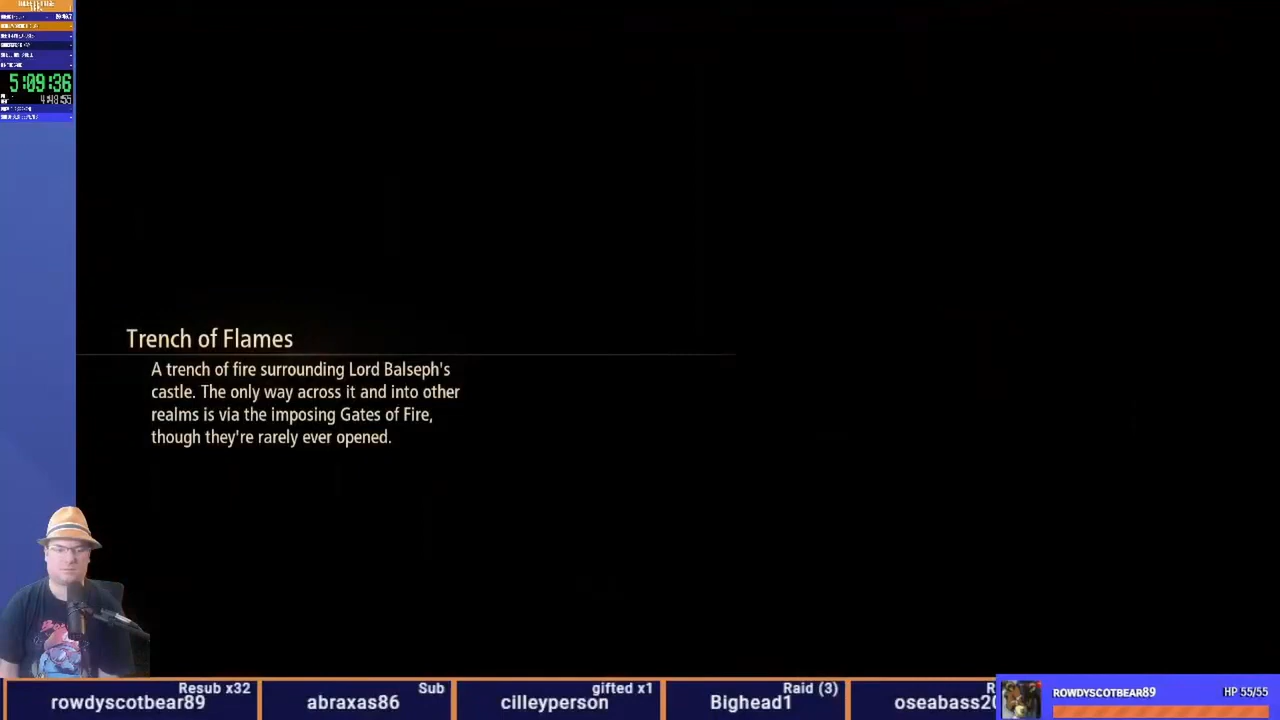 5:09:36
Trench of Flames
A trench of fire surrounding Lord Balseph's
castle. The only way across it and into other
realms is via the imposing Gates of Fire,
though they're rarely ever opened.
Resub x32
rowdyscotbear89
Sub
abraxas86
gifted x1
cilleyperson
Raid (3)
Bighead1
ROWDYSCOTBEAR89 HP 55/55